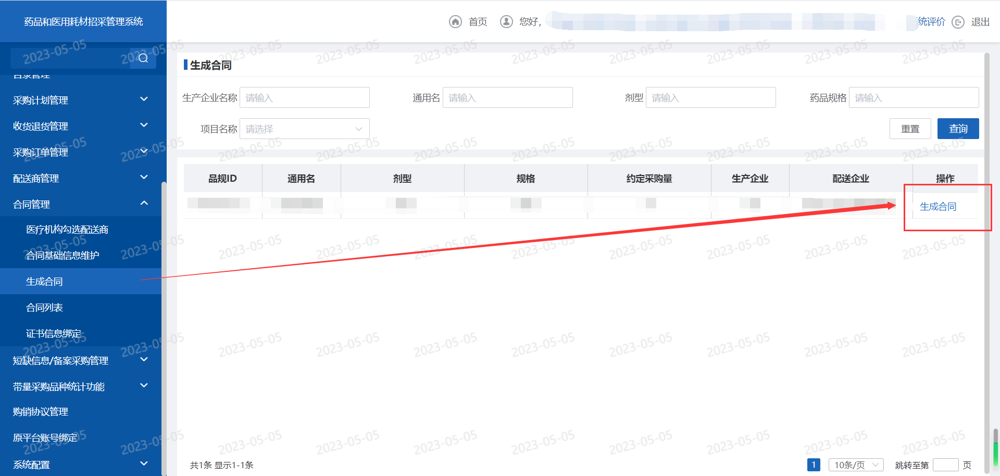 药品和医用耗材招采管理系统
首页
您好,
统评价
退出
目录管理
采购计划管理
收货退货管理
采购订单管理
配送商管理
合同管理
医疗机构勾选配送商
合同基础信息维护
生成合同
合同列表
证书信息绑定
短缺信息/备案采购管理
带量采购品种统计功能
购销协议管理
原平台账号绑定
系统配置
生成合同
生产企业名称 请输入 通用名 请输入 剂型 请输入 药品规格 请输入
项目名称 请选择 重置 查询
品规ID 通用名 剂型 规格 约定采购量 生产企业 配送企业 操作
生成合同
共1条 显示1-1条
1 10条/页 跳转至第 页
2023-05-05